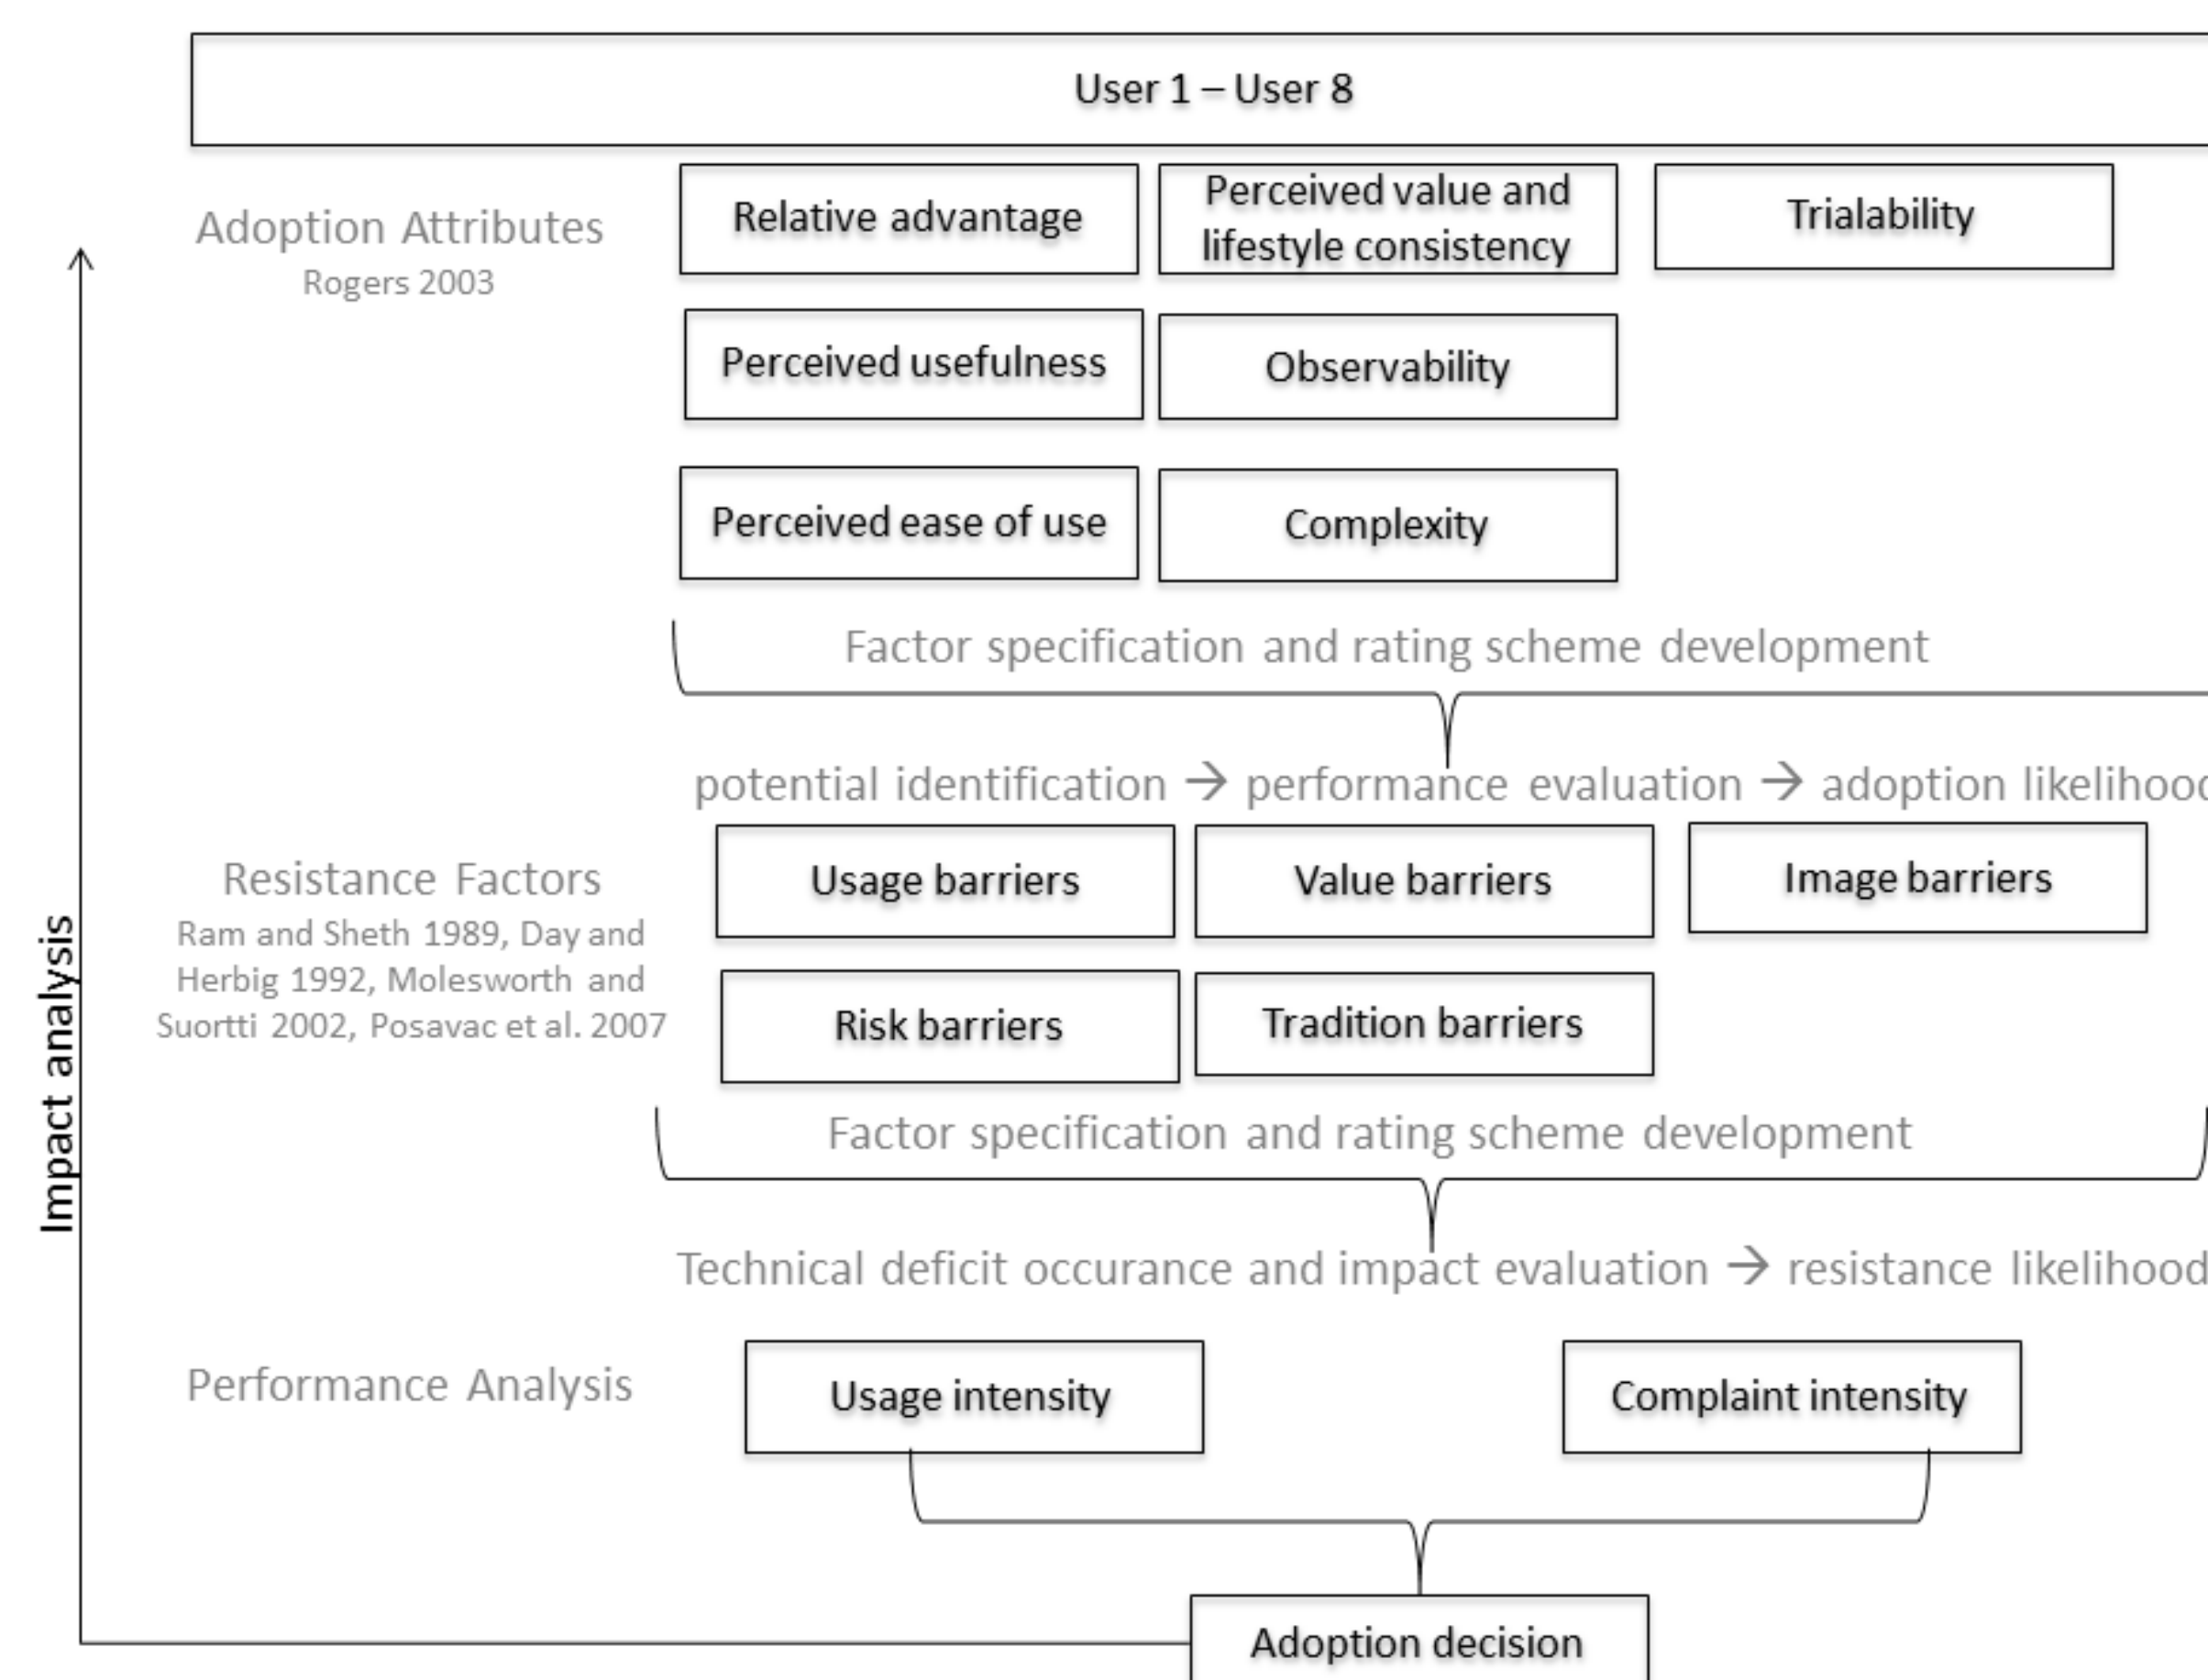 User 1 – User 8
Adoption Attributes
Rogers 2003
Relative advantage
Perceived value and
lifestyle consistency
Trialability
Perceived usefulness
Observability
Perceived ease of use
Complexity
Factor specification and rating scheme development
potential identification → performance evaluation → adoption likelihood
Resistance Factors
Ram and Sheth 1989, Day and
Herbig 1992, Molesworth and
Suortti 2002, Posavac et al. 2007
Usage barriers
Value barriers
Image barriers
Risk barriers
Tradition barriers
Factor specification and rating scheme development
Technical deficit occurance and impact evaluation → resistance likelihood
Performance Analysis
Usage intensity
Complaint intensity
Adoption decision
Impact analysis